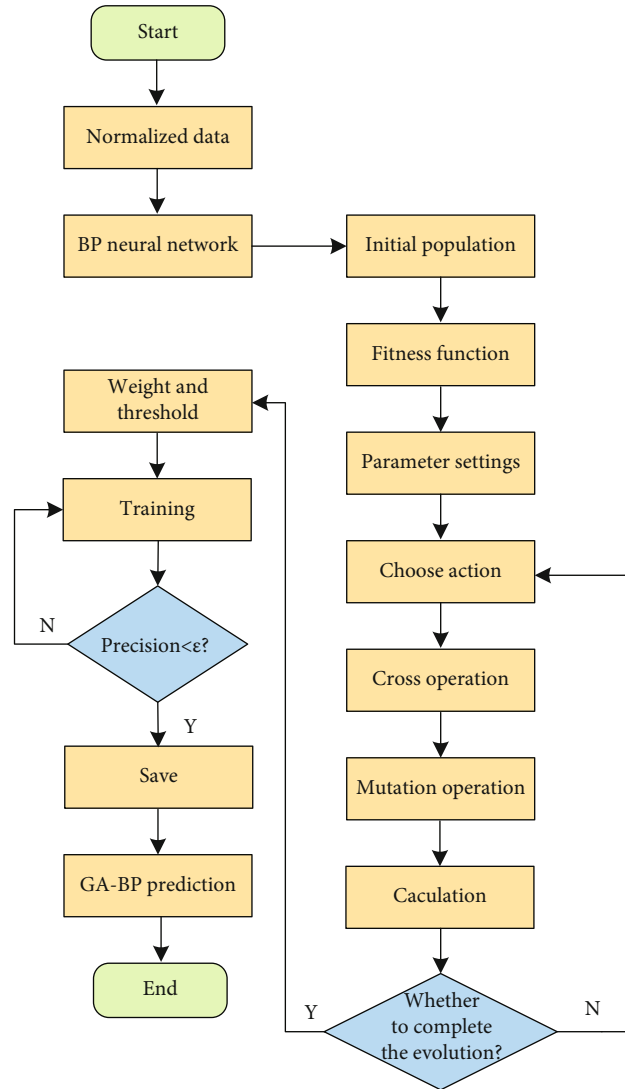 Start
Normalized data
BP neural network
Initial population
Fitness function
Weight and
threshold
Parameter settings
Training
Choose action
N
Precision<ε?
Cross operation
Y
Save
Mutation operation
GA-BP prediction
Caculation
End
Y
Whether
to complete
the evolution?
N